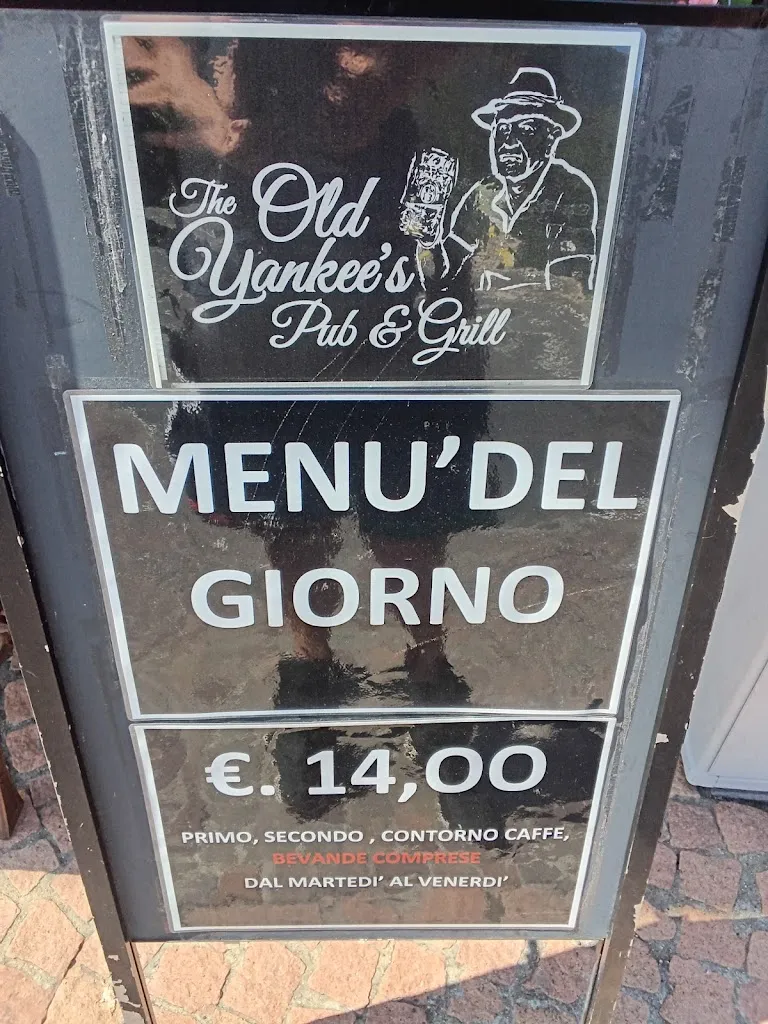 The Old
Yankee's
Pub & Grill
MENU'DEL
GIORNO
€. 14,00
PRIMO, SECONDO , CONTORNO CAFFE,
BEVANDE COMPRESE
DAL MARTEDI' AL VENERDI'